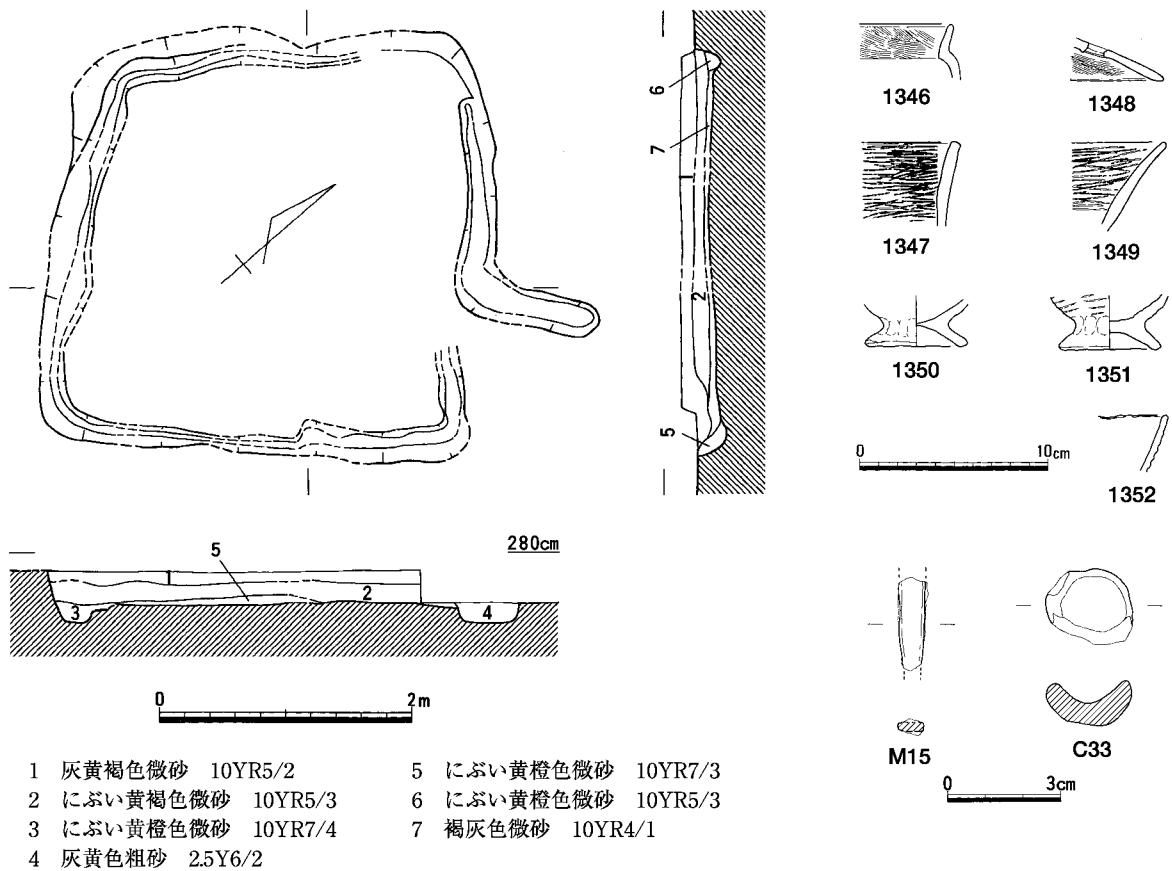 6
7
2
5
5
280cm
1
2
3
4
0 2m
1 灰黄褐色微砂 10YR5/2
2 にぶい黄褐色微砂 10YR5/3
3 にぶい黄橙色微砂 10YR7/4
4 灰黄色粗砂 2.5Y6/2
5 にぶい黄橙色微砂 10YR7/3
6 にぶい黄橙色微砂 10YR5/3
7 褐灰色微砂 10YR4/1
1346
1348
1347
1349
1350
1351
0 10cm
1352
M15
C33
0 3cm